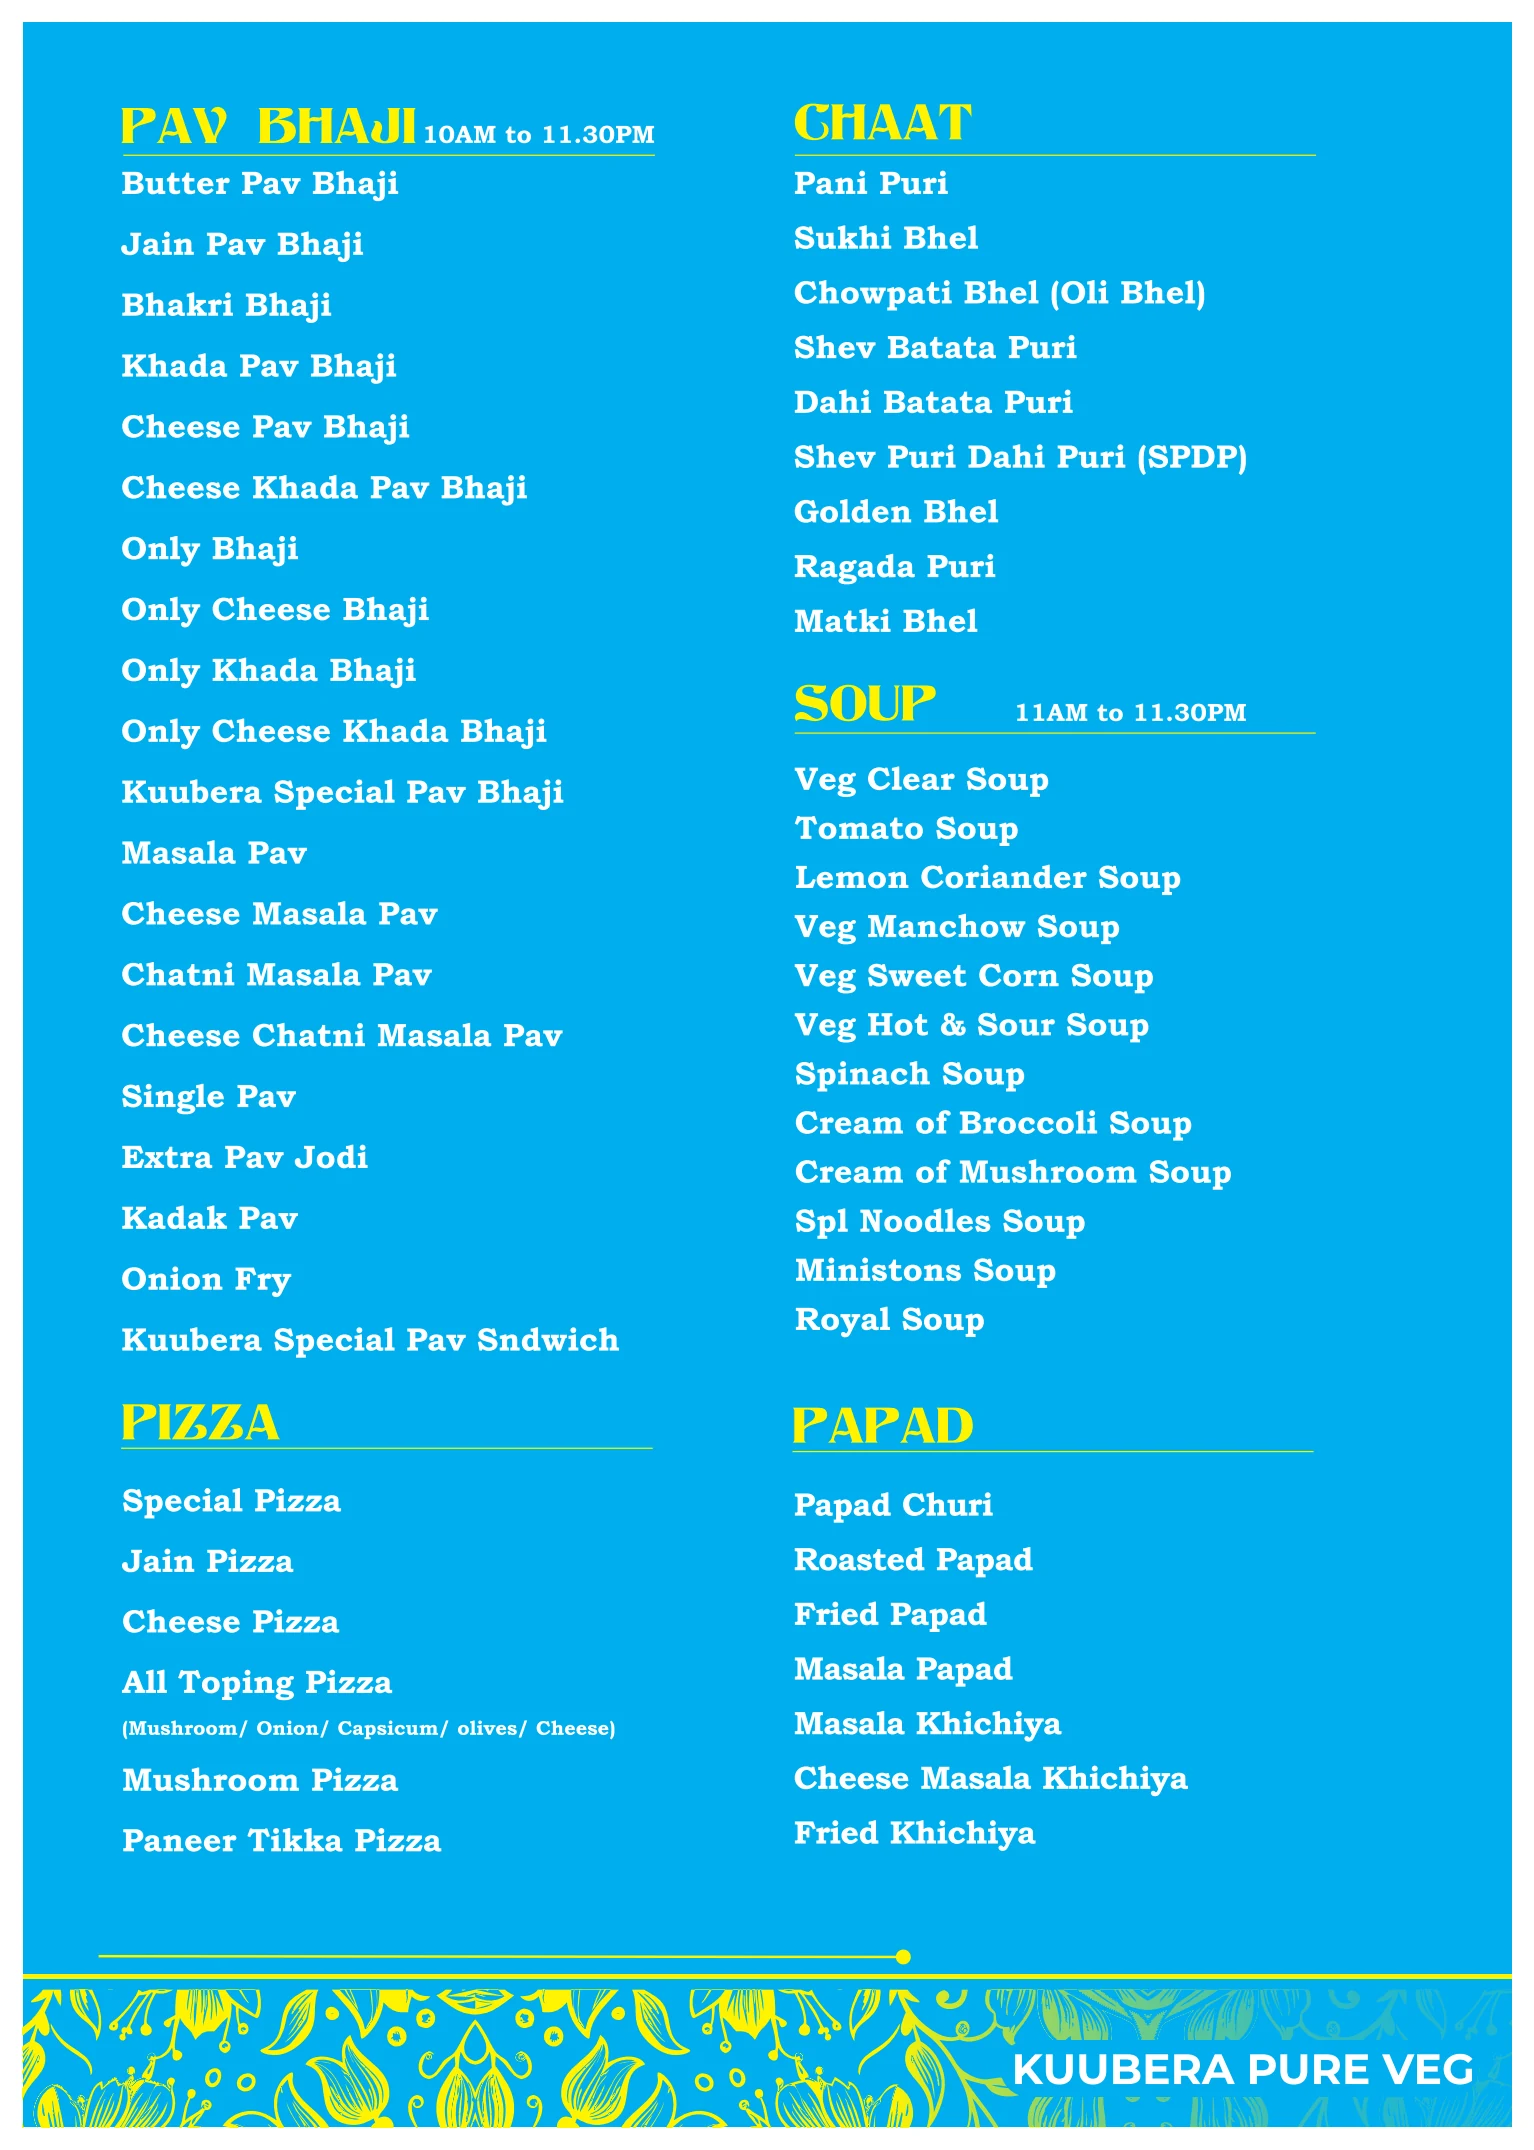 PAV BHAJI 10AM to 11.30PM
Butter Pav Bhaji
Jain Pav Bhaji
Bhakri Bhaji
Khada Pav Bhaji
Cheese Pav Bhaji
Cheese Khada Pav Bhaji
Only Bhaji
Only Cheese Bhaji
Only Khada Bhaji
Only Cheese Khada Bhaji
Kuubera Special Pav Bhaji
Masala Pav
Cheese Masala Pav
Chatni Masala Pav
Cheese Chatni Masala Pav
Single Pav
Extra Pav Jodi
Kadak Pav
Onion Fry
Kuubera Special Pav Sndwich
PIZZA
Special Pizza
Jain Pizza
Cheese Pizza
All Toping Pizza
(Mushroom/ Onion/ Capsicum/ olives/ Cheese)
Mushroom Pizza
Paneer Tikka Pizza
CHAAT
Pani Puri
Sukhi Bhel
Chowpati Bhel (Oli Bhel)
Shev Batata Puri
Dahi Batata Puri
Shev Puri Dahi Puri (SPDP)
Golden Bhel
Ragada Puri
Matki Bhel
SOUP 11AM to 11.30PM
Veg Clear Soup
Tomato Soup
Lemon Coriander Soup
Veg Manchow Soup
Veg Sweet Corn Soup
Veg Hot & Sour Soup
Spinach Soup
Cream of Broccoli Soup
Cream of Mushroom Soup
Spl Noodles Soup
Ministons Soup
Royal Soup
PAPAD
Papad Churi
Roasted Papad
Fried Papad
Masala Papad
Masala Khichiya
Cheese Masala Khichiya
Fried Khichiya
KUUBERA PURE VEG